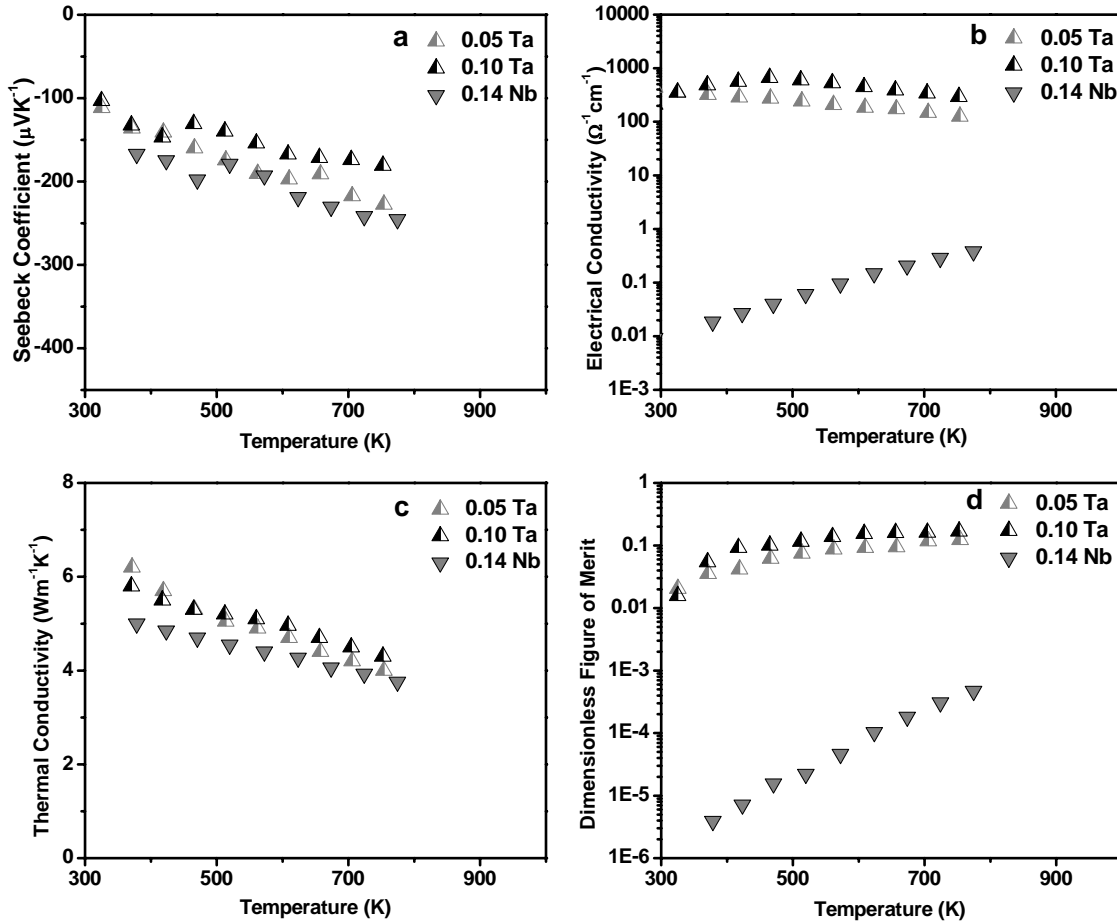 a
0.05 Ta
0.10 Ta
0.14 Nb
0
-100
-200
-300
-400
Seebeck Coefficient (μVK⁻¹)
300 500 700 900
Temperature (K)
b
0.05 Ta
0.10 Ta
0.14 Nb
10000
1000
100
10
1
0.1
0.01
1E-3
Electrical Conductivity (Ω⁻¹cm⁻¹)
300 500 700 900
Temperature (K)
c
0.05 Ta
0.10 Ta
0.14 Nb
8
6
4
2
0
Thermal Conductivity (Wm⁻¹K⁻¹)
300 500 700 900
Temperature (K)
d
0.05 Ta
0.10 Ta
0.14 Nb
1
0.1
0.01
1E-3
1E-4
1E-5
1E-6
Dimensionless Figure of Merit
300 500 700 900
Temperature (K)